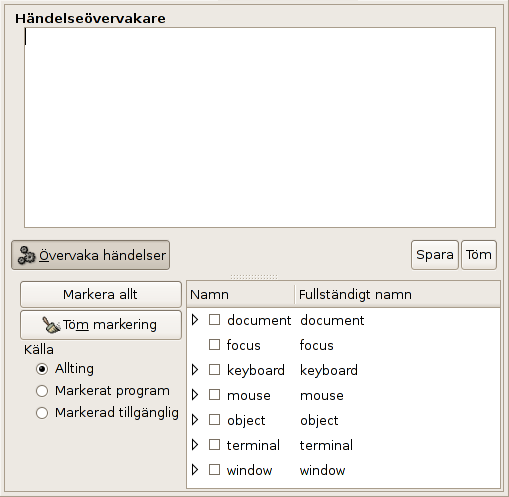 Händelseövervakare
Övervaka händelser
Spara
Töm
Markera allt
Töm markering
Källa
Allting
Markerat program
Markerad tillgänglig
Namn Fullständigt namn
document document
focus focus
keyboard keyboard
mouse mouse
object object
terminal terminal
window window